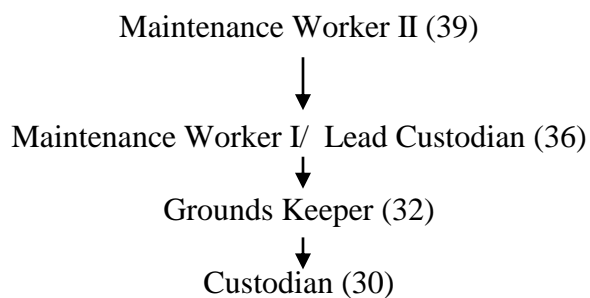 Maintenance Worker II (39)
Maintenance Worker I/ Lead Custodian (36)
Grounds Keeper (32)
Custodian (30)